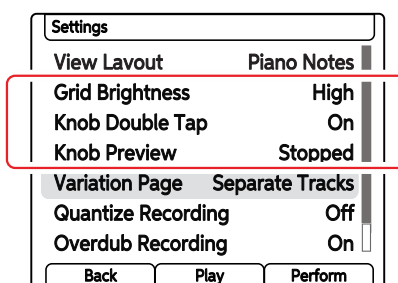 Settings
View Layout Piano Notes
Grid Brightness High
Knob Double Tap On
Knob Preview Stopped
Variation Page Separate Tracks
Quantize Recording Off
Overdub Recording On
Back Play Perform